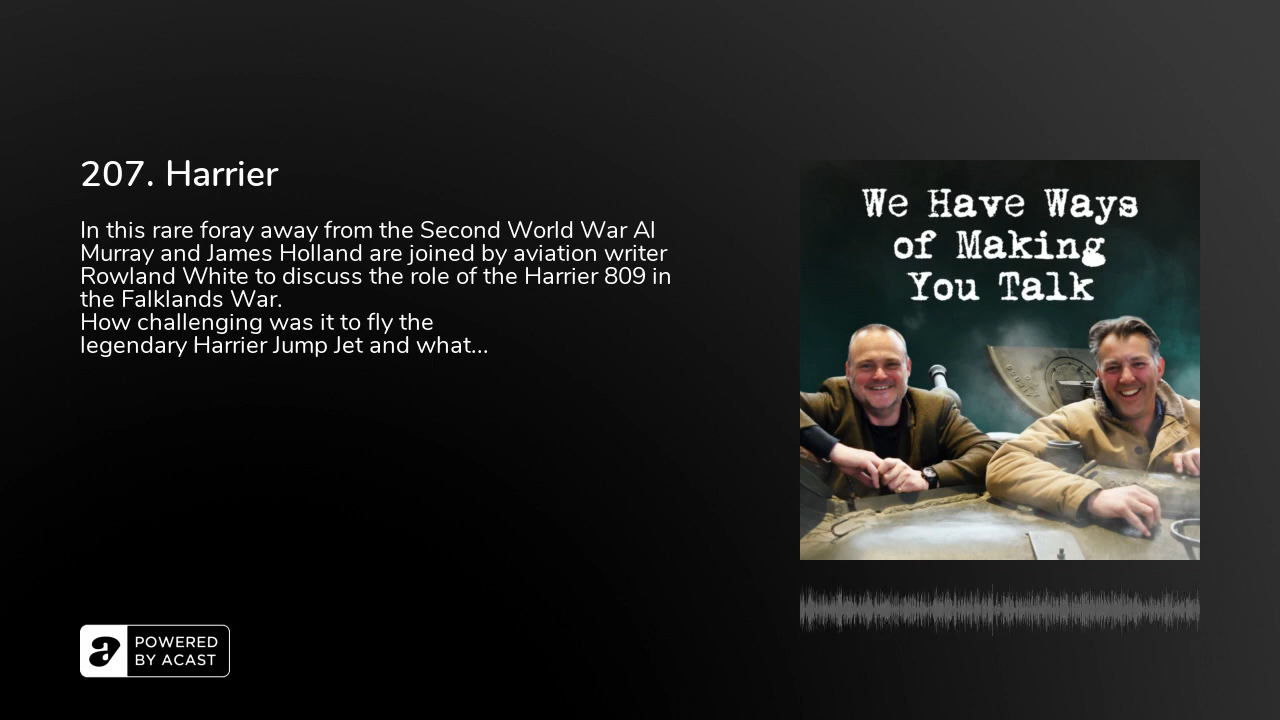 207. Harrier
In this rare foray away from the Second World War Al
Murray and James Holland are joined by aviation writer
Rowland White to discuss the role of the Harrier 809 in
the Falklands War.
How challenging was it to fly the
legendary Harrier Jump Jet and what...
We Have Ways
of Making
You Talk
POWERED
BY ACAST